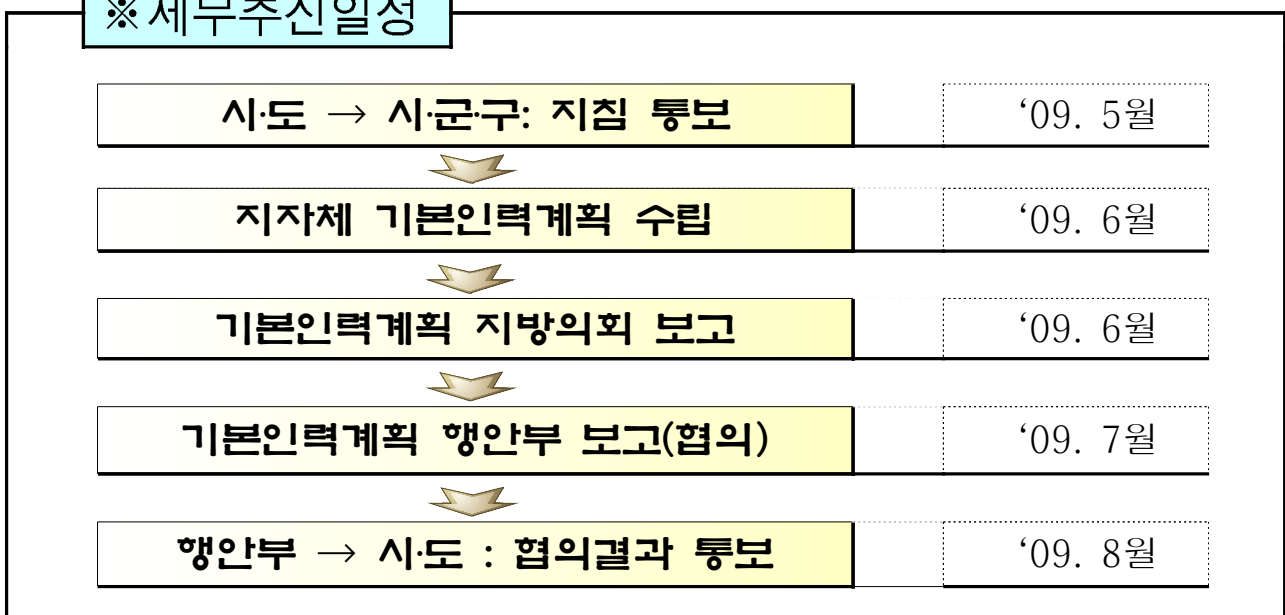 ※세부추진일정
시·도 → 시·군·구: 지침 통보
‘09. 5월
지자체 기본인력계획 수립
‘09. 6월
기본인력계획 지방의회 보고
‘09. 6월
기본인력계획 행안부 보고(협의)
‘09. 7월
행안부 → 시·도 : 협의결과 통보
‘09. 8월